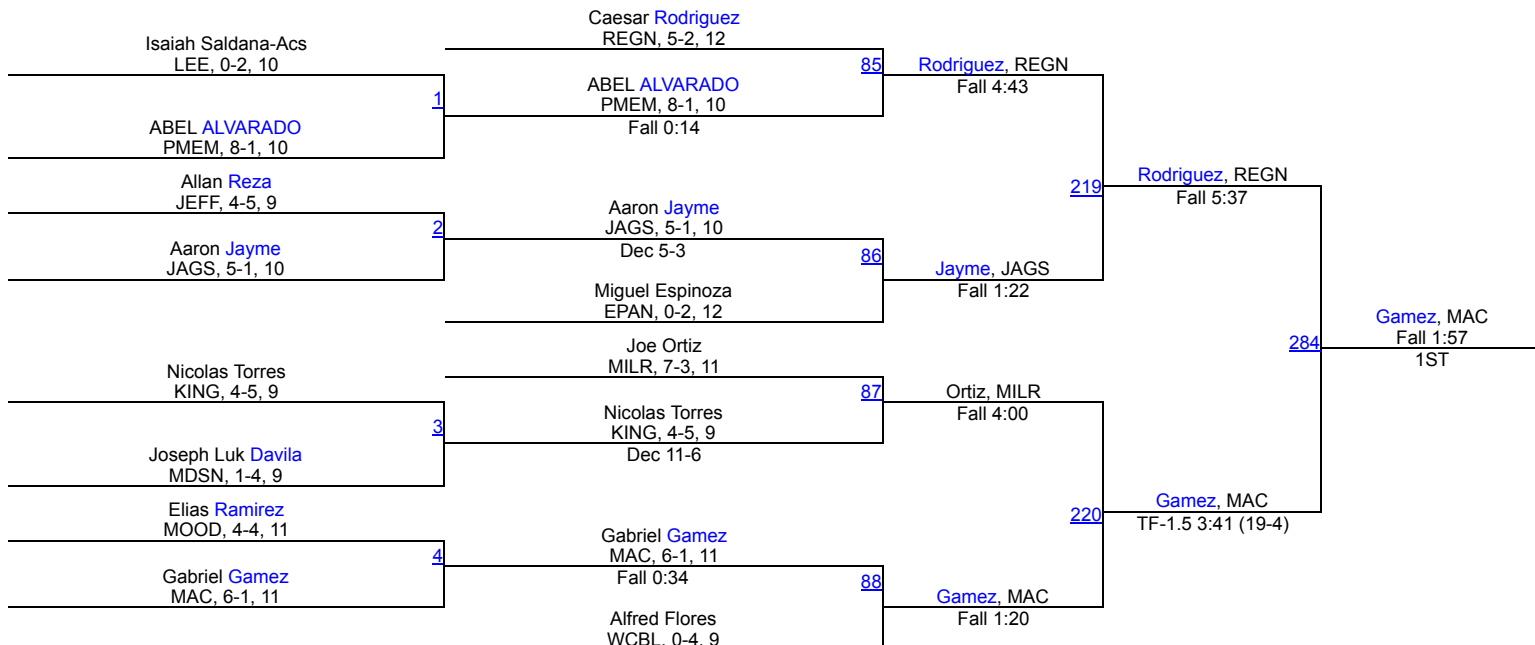 Isaiah Saldana-Acs
LEE, 0-2, 10
1
ABEL ALVARADO
PMEM, 8-1, 10
Allan Reza
JEFF, 4-5, 9
2
Aaron Jayme
JAGS, 5-1, 10
Nicolas Torres
KING, 4-5, 9
3
Joseph Luk Davila
MDSN, 1-4, 9
Elias Ramirez
MOOD, 4-4, 11
4
Gabriel Gamez
MAC, 6-1, 11
Caesar Rodriguez
REGN, 5-2, 12
85
ABEL ALVARADO
PMEM, 8-1, 10
Fall 0:14
Aaron Jayme
JAGS, 5-1, 10
Dec 5-3
86
Miguel Espinoza
EPAN, 0-2, 12
Joe Ortiz
MILR, 7-3, 11
87
Nicolas Torres
KING, 4-5, 9
Dec 11-6
Gabriel Gamez
MAC, 6-1, 11
Fall 0:34
88
Alfred Flores
WCBL, 0-4, 9
Rodriguez, REGN
Fall 4:43
219
Jayme, JAGS
Fall 1:22
Ortiz, MILR
Fall 4:00
220
Gamez, MAC
Fall 1:20
Rodriguez, REGN
Fall 5:37
284
Gamez, MAC
TF-1.5 3:41 (19-4)
Gamez, MAC
Fall 1:57
1ST